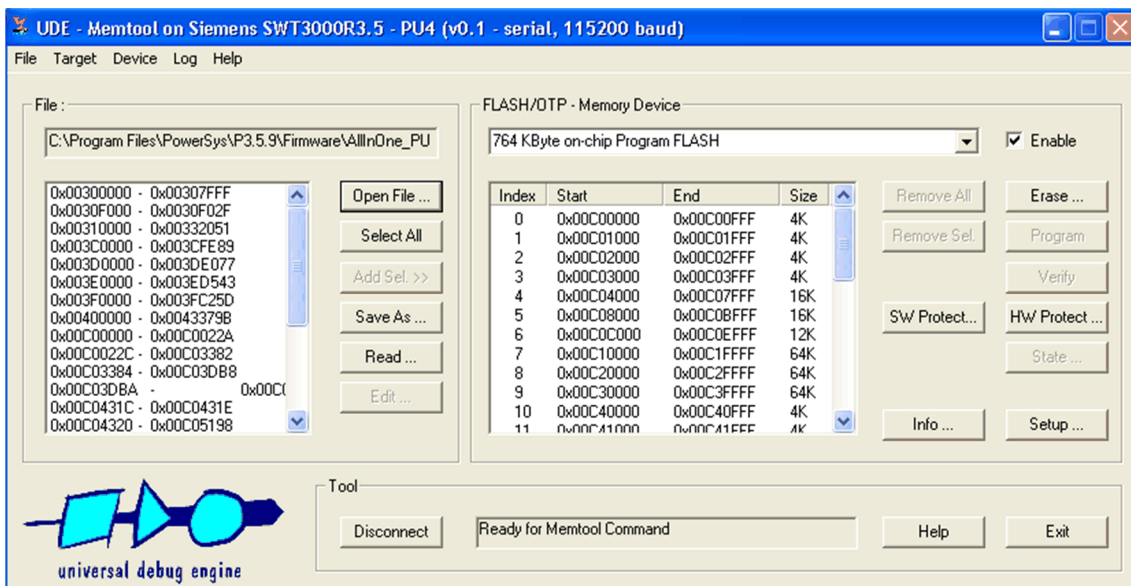 UDE - Memtool on Siemens SWT3000R3.5 - PU4 (v0.1 - serial, 115200 baud)
File Target Device Log Help
File :
C:\Program Files\PowerSys\P3.5.9\Firmware\AllInOne_PU
0x00300000 - 0x00307FFF
0x0030F000 - 0x0030F02F
0x00310000 - 0x00332051
0x003C0000 - 0x003CFE89
0x003D0000 - 0x003DE077
0x003E0000 - 0x003ED543
0x003F0000 - 0x003FC25D
0x00400000 - 0x0043379B
0x00C00000 - 0x00C0022A
0x00C0022C - 0x00C03382
0x00C03384 - 0x00C03DB8
0x00C03DBA - 0x00C
0x00C0431C - 0x00C0431E
0x00C04320 - 0x00C05198
Open File ...
Select All
Add Sel. >>
Save As ...
Read ...
Edit ...
FLASH/OTP - Memory Device
764 KByte on-chip Program FLASH
Enable
Index Start End Size
0 0x00C00000 0x00C00FFF 4K
1 0x00C01000 0x00C01FFF 4K
2 0x00C02000 0x00C02FFF 4K
3 0x00C03000 0x00C03FFF 4K
4 0x00C04000 0x00C07FFF 16K
5 0x00C08000 0x00C0BFFF 16K
6 0x00C0C000 0x00C0EFFF 12K
7 0x00C10000 0x00C1FFFF 64K
8 0x00C20000 0x00C2FFFF 64K
9 0x00C30000 0x00C3FFFF 64K
10 0x00C40000 0x00C40FFF 4K
11 0x00C41000 0x00C41FFF 4K
Remove All
Remove Sel.
SW Protect...
Info ...
Erase ...
Program
Verify
HW Protect ...
State ...
Setup ...
universal debug engine
Tool
Disconnect
Ready for Memtool Command
Help
Exit